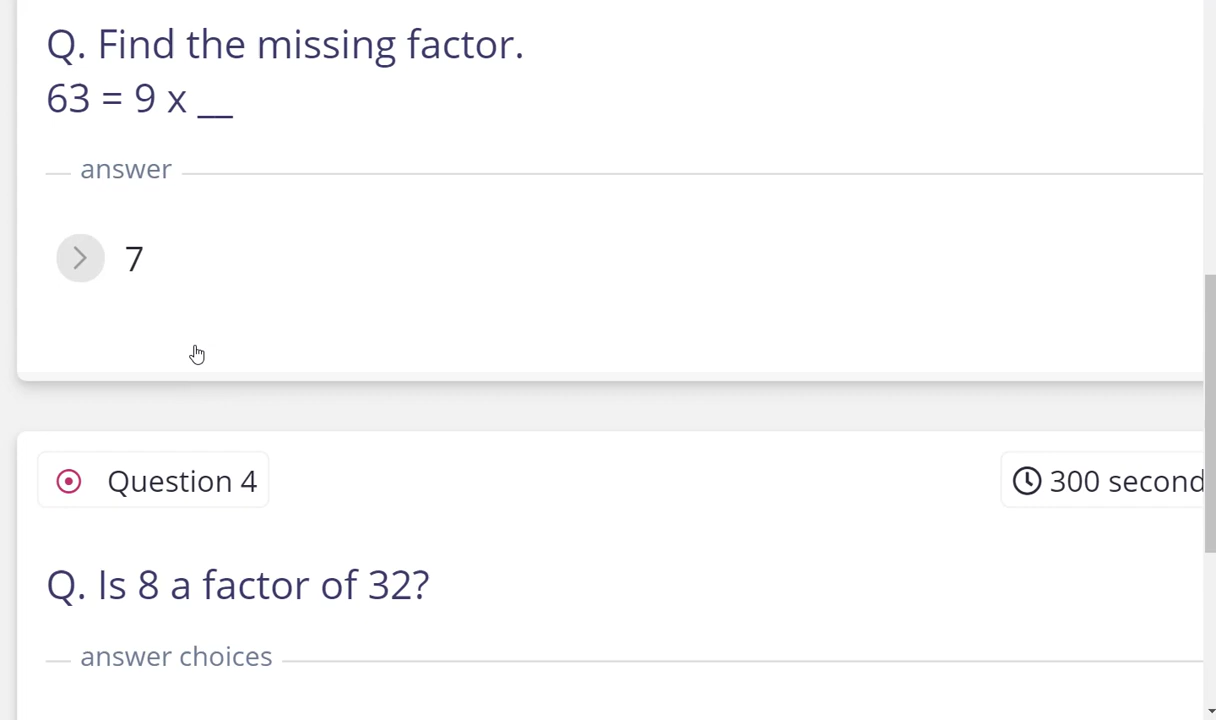 Q. Find the missing factor.
63 = 9 x __
answer
7
Question 4
300 second
Q. Is 8 a factor of 32?
answer choices